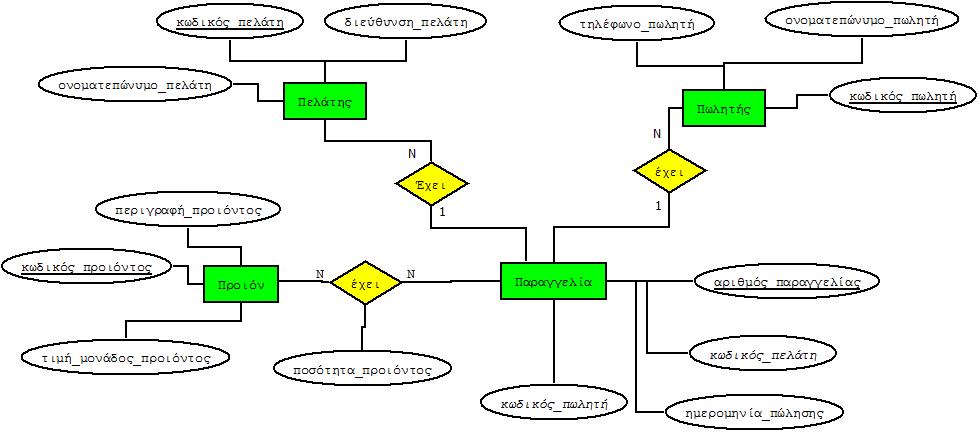 κωδικός_πελάτη
διεύθυνση_πελάτη
τηλέφωνο_πωλητή
ονοματεπώνυμο_πωλητή
ονοματεπώνυμο_πελάτη
Πελάτης
Πωλητής
κωδικός_πωλητή
N
N
Έχει
έχει
1
1
περιγραφή_προιόντος
κωδικός_προιόντος
Προιόν
N
έχει
N
Παραγγελία
αριθμός_παραγγελίας
τιμή_μονάδος_προιόντος
ποσότητα_προιόντος
κωδικός_πελάτη
κωδικός_πωλητή
ημερομηνία_πώλησης